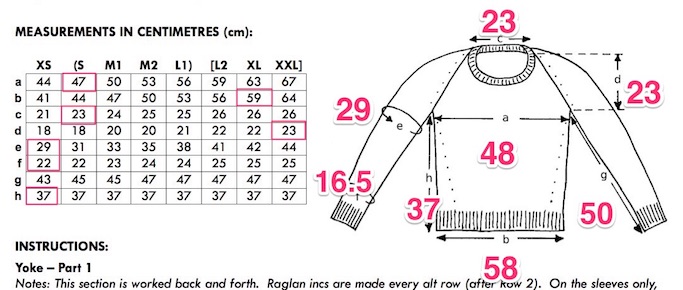 MEASUREMENTS IN CENTIMETRES (cm):
XS (S M1 M2 L1) [L2 XL XXL]
a 44 47 50 53 56 59 63 67
b 41 44 47 50 53 56 59 64
c 21 23 24 25 25 26 26 26
d 18 18 20 20 21 22 22 23
e 29 31 33 35 38 41 42 44
f 22 22 23 24 24 25 25 25
g 43 45 45 47 47 47 47 47
h 37 37 37 37 37 37 37 37
23
c
d
23
29
e
a
48
16.5
h
37
g
50
b
58
INSTRUCTIONS:
Yoke – Part 1
Notes: This section is worked back and forth. Raglan incs are made every alt row (after Row 2). On the sleeves only,